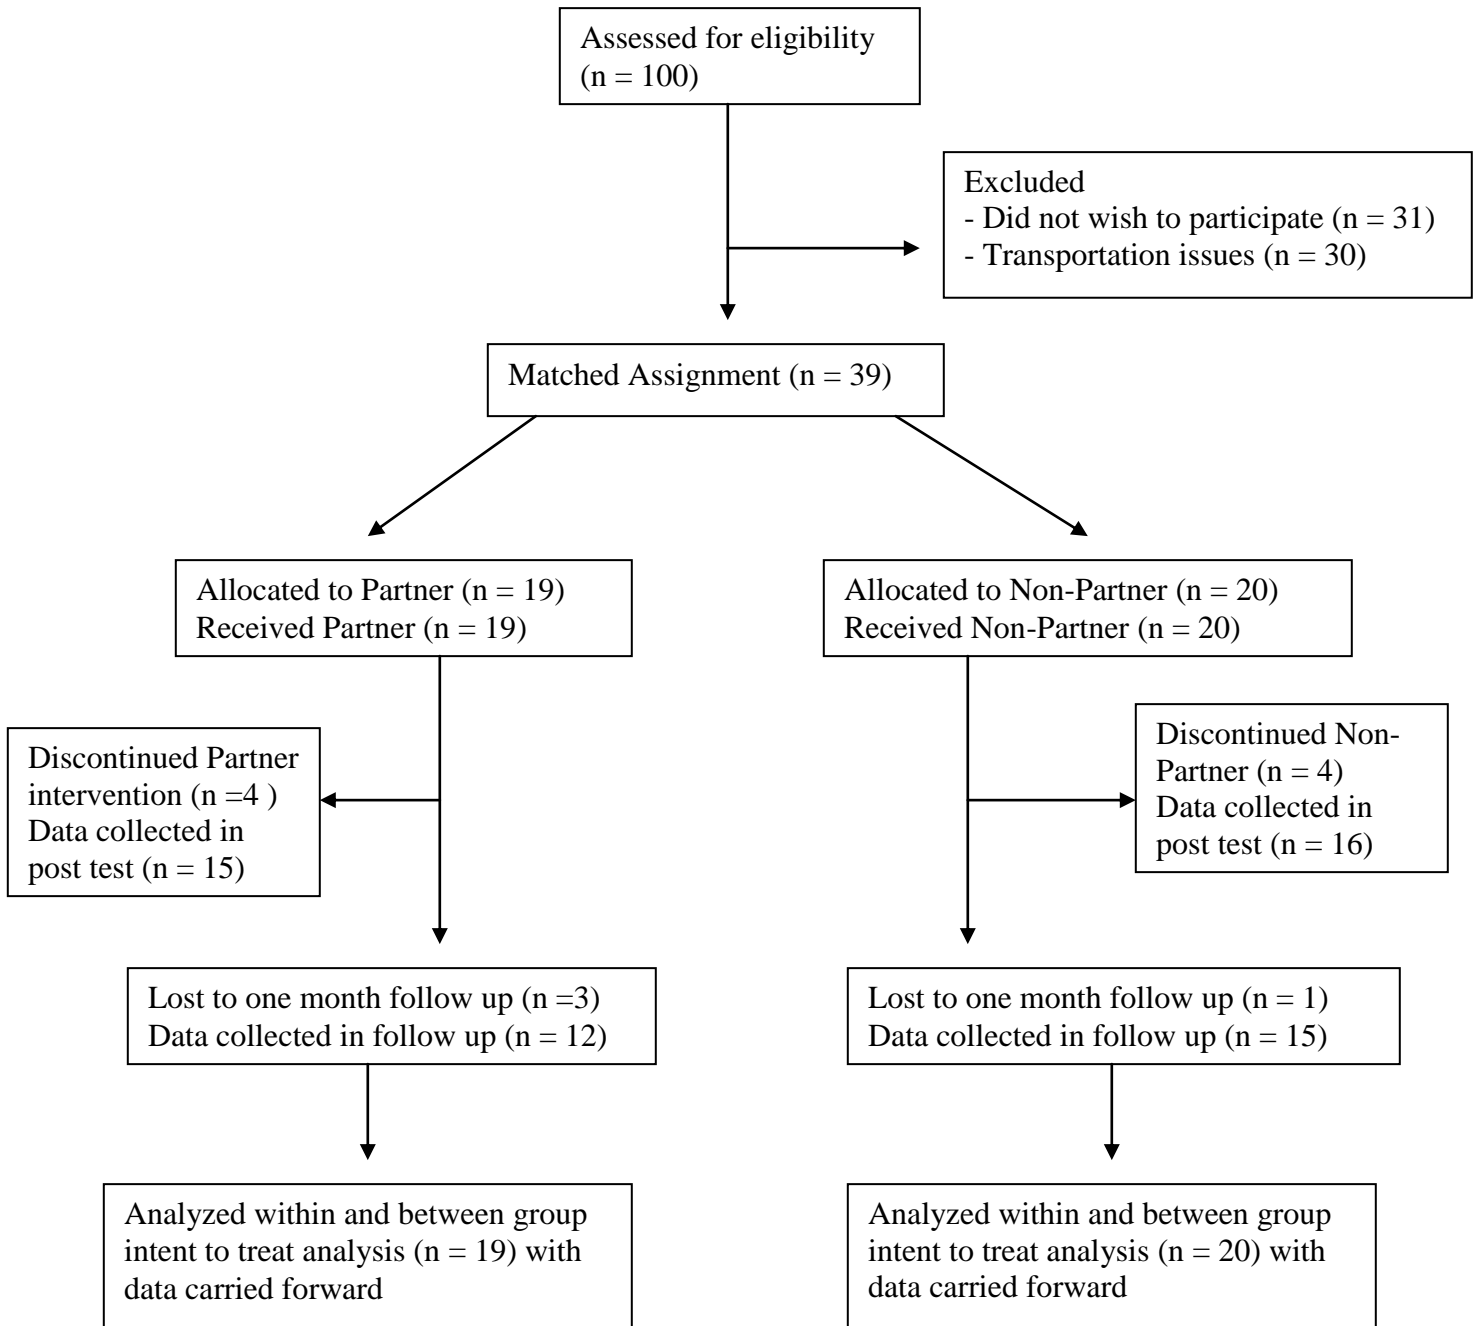 Assessed for eligibility
(n = 100)
Excluded
- Did not wish to participate (n = 31)
- Transportation issues (n = 30)
Matched Assignment (n = 39)
Allocated to Partner (n = 19)
Received Partner (n = 19)
Allocated to Non-Partner (n = 20)
Received Non-Partner (n = 20)
Discontinued Partner
intervention (n =4 )
Data collected in
post test (n = 15)
Discontinued Non-
Partner (n = 4)
Data collected in
post test (n = 16)
Lost to one month follow up (n =3)
Data collected in follow up (n = 12)
Lost to one month follow up (n = 1)
Data collected in follow up (n = 15)
Analyzed within and between group
intent to treat analysis (n = 19) with
data carried forward
Analyzed within and between group
intent to treat analysis (n = 20) with
data carried forward